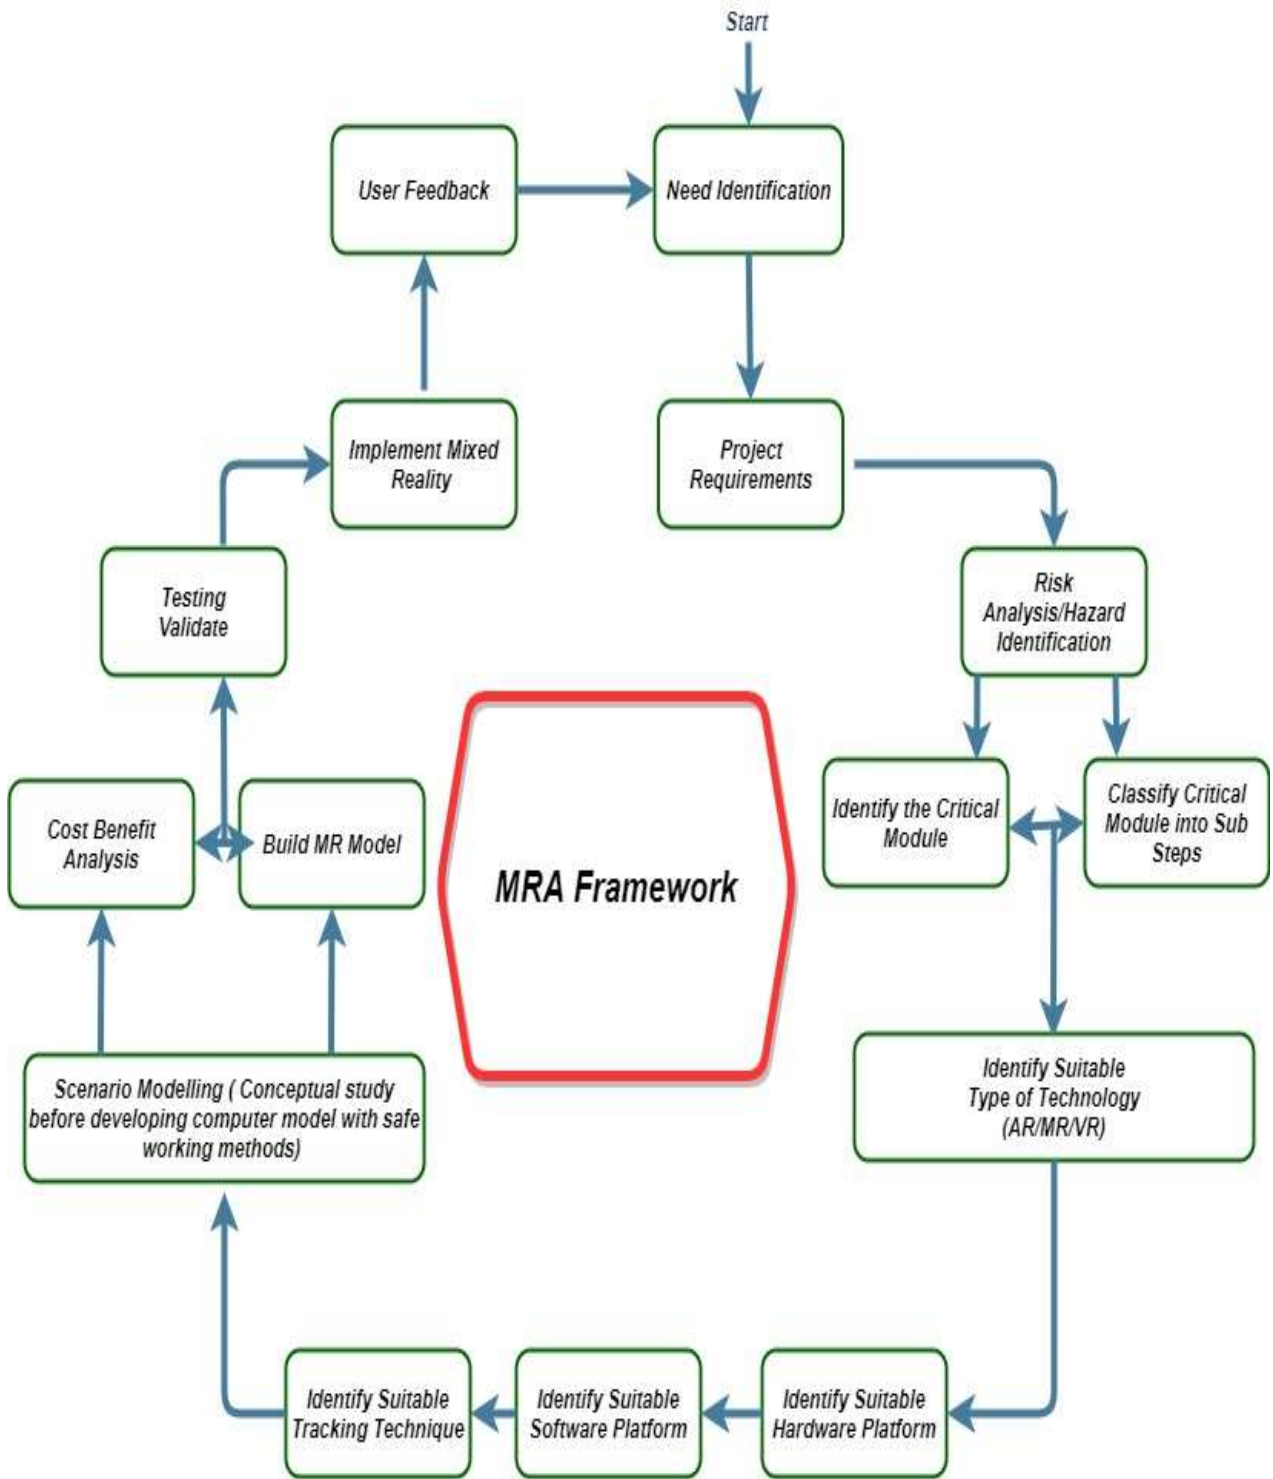 Start
User Feedback
Need Identification
Implement Mixed
Reality
Project
Requirements
Testing
Validate
Risk
Analysis/Hazard
Identification
Cost Benefit
Analysis
Build MR Model
MRA Framework
Identify the Critical
Module
Classify Critical
Module into Sub
Steps
Scenario Modelling ( Conceptual study
before developing computer model with safe
working methods)
Identify Suitable
Type of Technology
(AR/MR/VR)
Identify Suitable
Tracking Technique
Identify Suitable
Software Platform
Identify Suitable
Hardware Platform